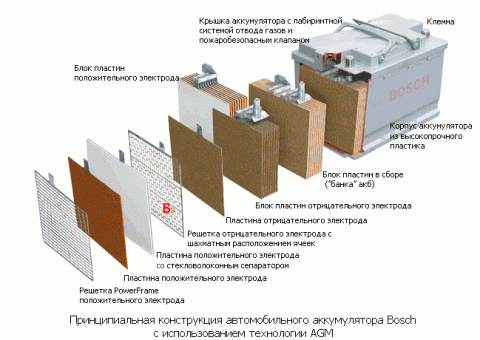 Крышка аккумулятора с лабиринтной
системой отвода газов и
пожаробезопасным клапаном
Клемма
Блок пластин
положительного электрода
BOSCH
Корпус аккумулятора
из высокопрочного
пластика
Блок пластин в сборе
("банка" акб)
Блок пластин отрицательного электрода
Пластина отрицательного электрода
Решетка отрицательного электрода с
шахматным расположением ячеек
Б
Пластина положительного электрода
со стекловолоконным сепаратором
Пластина положительного электрода
Решетка PowerFrame
положительного электрода
Принципиальная конструкция автомобильного аккумулятора Bosch
с использованием технологии AGM